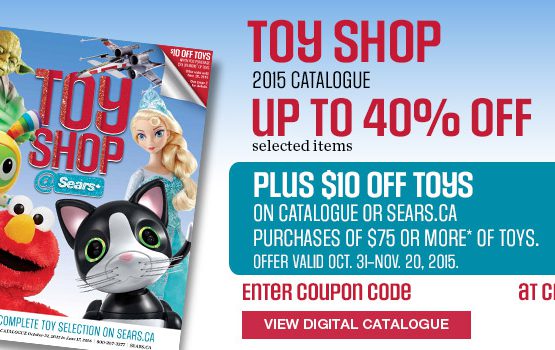 $10 OFF TOYS
TOY
SHOP
@ Sears
COMPLETE TOY SELECTION ON SEARS.CA
TOY SHOP
2015 CATALOGUE
UP TO 40% OFF
selected items
PLUS $10 OFF TOYS
ON CATALOGUE OR SEARS.CA
PURCHASES OF $75 OR MORE* OF TOYS.
OFFER VALID OCT. 31–NOV. 20, 2015.
ENTER COUPON CODE
AT C
VIEW DIGITAL CATALOGUE